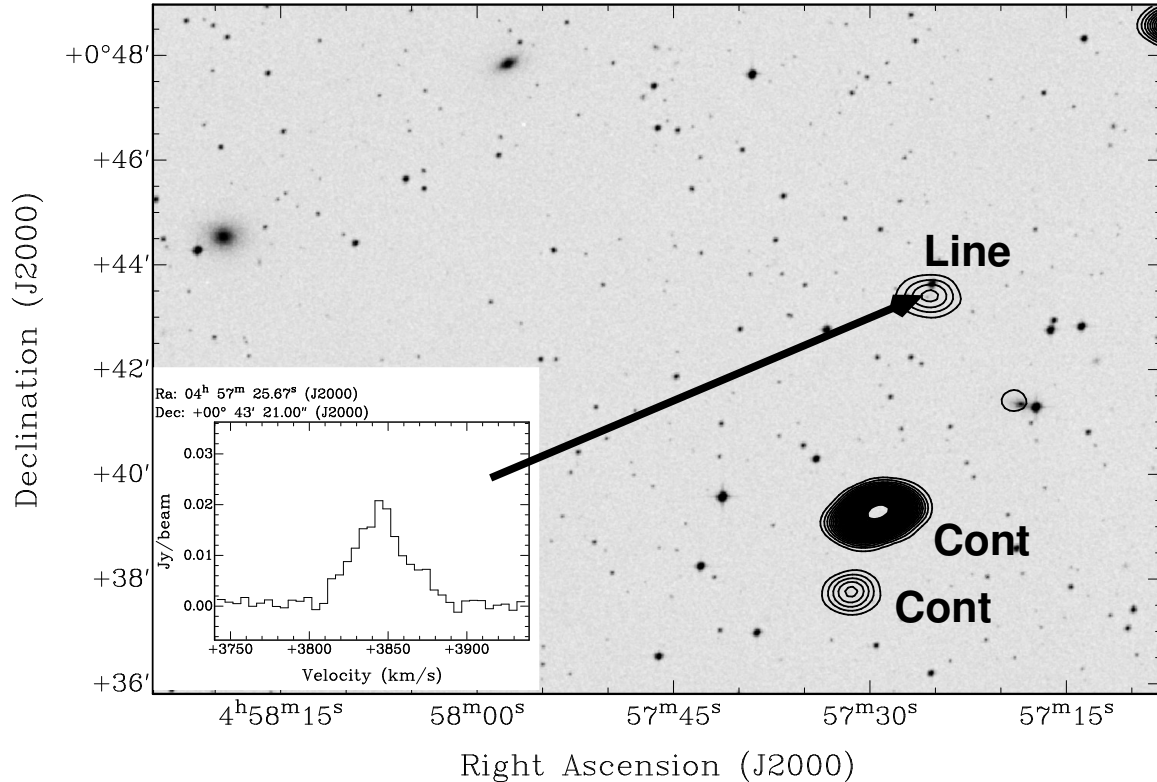 +0°48′
+46′
+44′
+42′
+40′
+38′
+36′
Declination (J2000)
Line
Cont
Cont
Ra: 04ʰ 57ᵐ 25.67ˢ (J2000)
Dec: +00° 43′ 21.00″ (J2000)
0.03
0.02
0.01
0.00
Jy/beam
+3750 +3800 +3850 +3900
Velocity (km/s)
4ʰ58ᵐ15ˢ 58ᵐ00ˢ 57ᵐ45ˢ 57ᵐ30ˢ 57ᵐ15ˢ
Right Ascension (J2000)